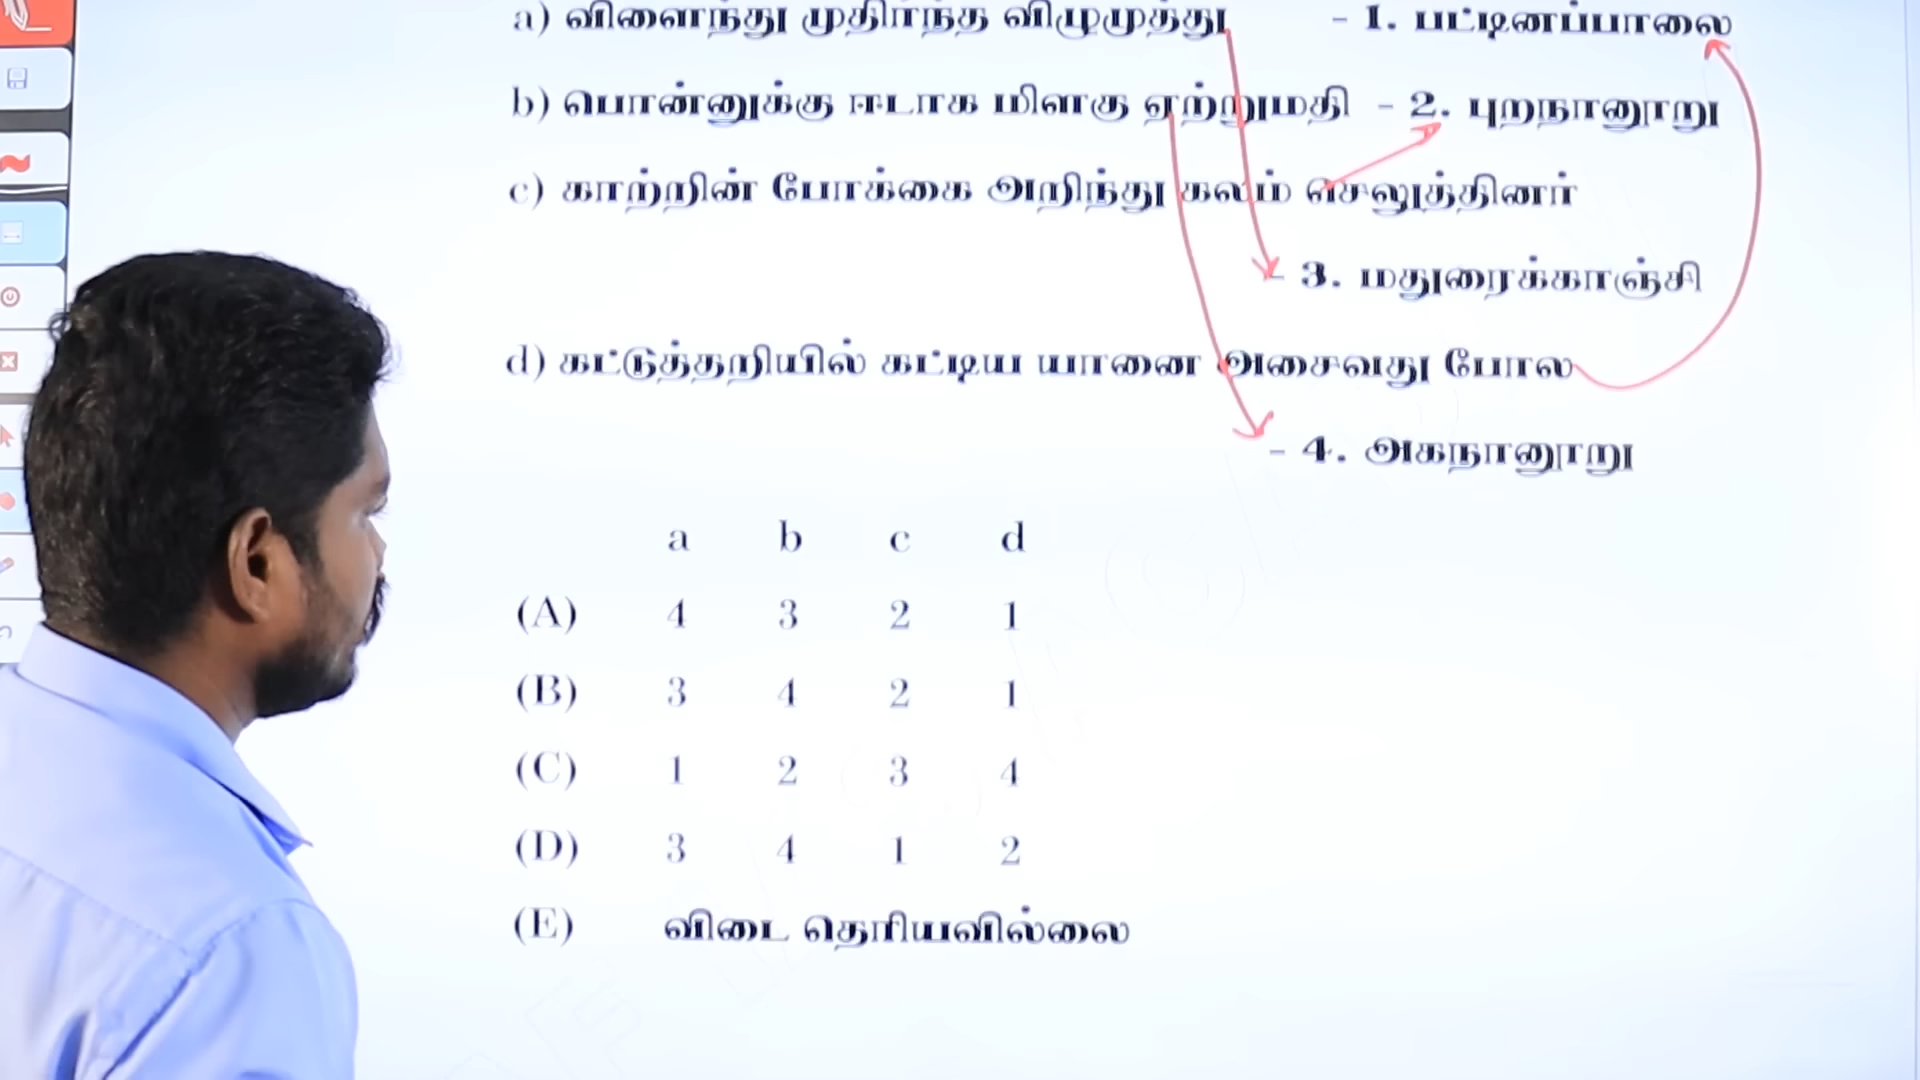 a) விளைந்து முதிர்ந்த விழுமுத்து - 1. பட்டினப்பாலை
b) பொன்னுக்கு ஈடாக மிளகு ஏற்றுமதி - 2. புறநானூறு
c) காற்றின் போக்கை அறிந்து கலம் செலுத்தினர்
- 3. மதுரைக்காஞ்சி
d) கட்டுத்தறியில் கட்டிய யானை அசைவது போல
- 4. அகநானூறு
a b c d
(A) 4 3 2 1
(B) 3 4 2 1
(C) 1 2 3 4
(D) 3 4 1 2
(E) விடை தெரியவில்லை